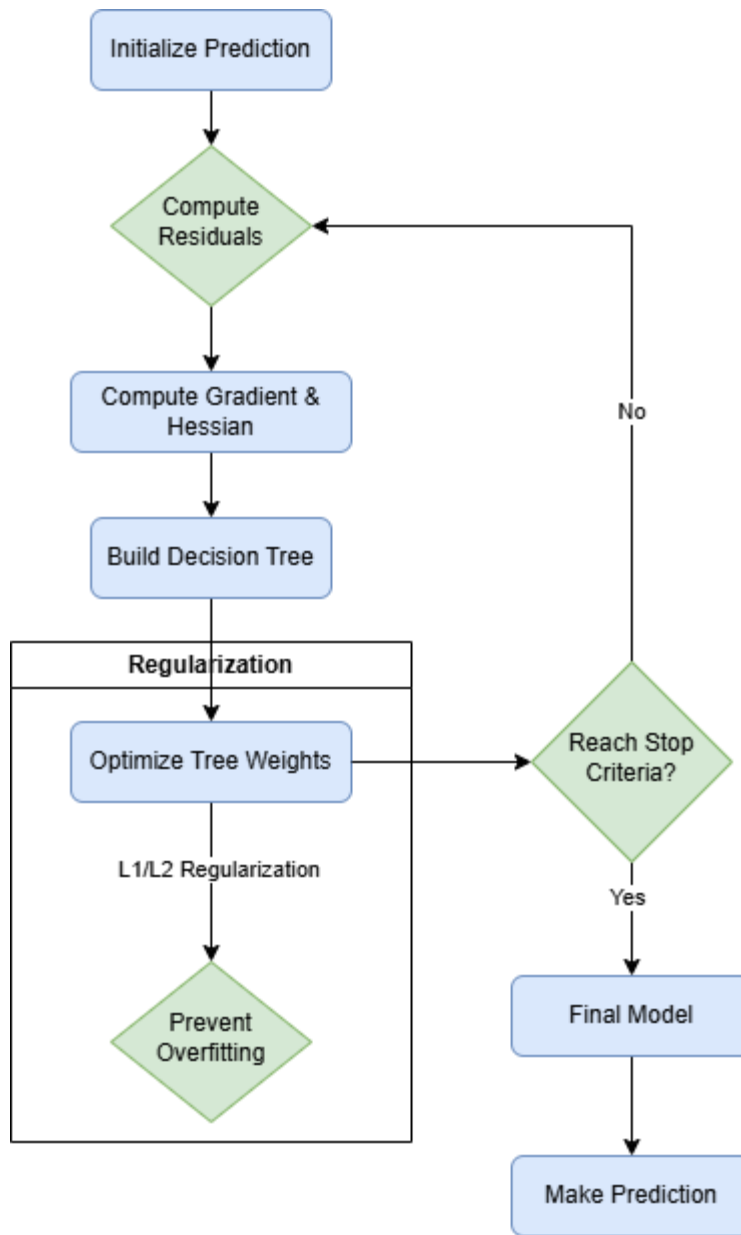 Initialize Prediction
Compute
Residuals
Compute Gradient &
Hessian
No
Build Decision Tree
Regularization
Optimize Tree Weights
Reach Stop
Criteria?
L1/L2 Regularization
Yes
Prevent
Overfitting
Final Model
Make Prediction